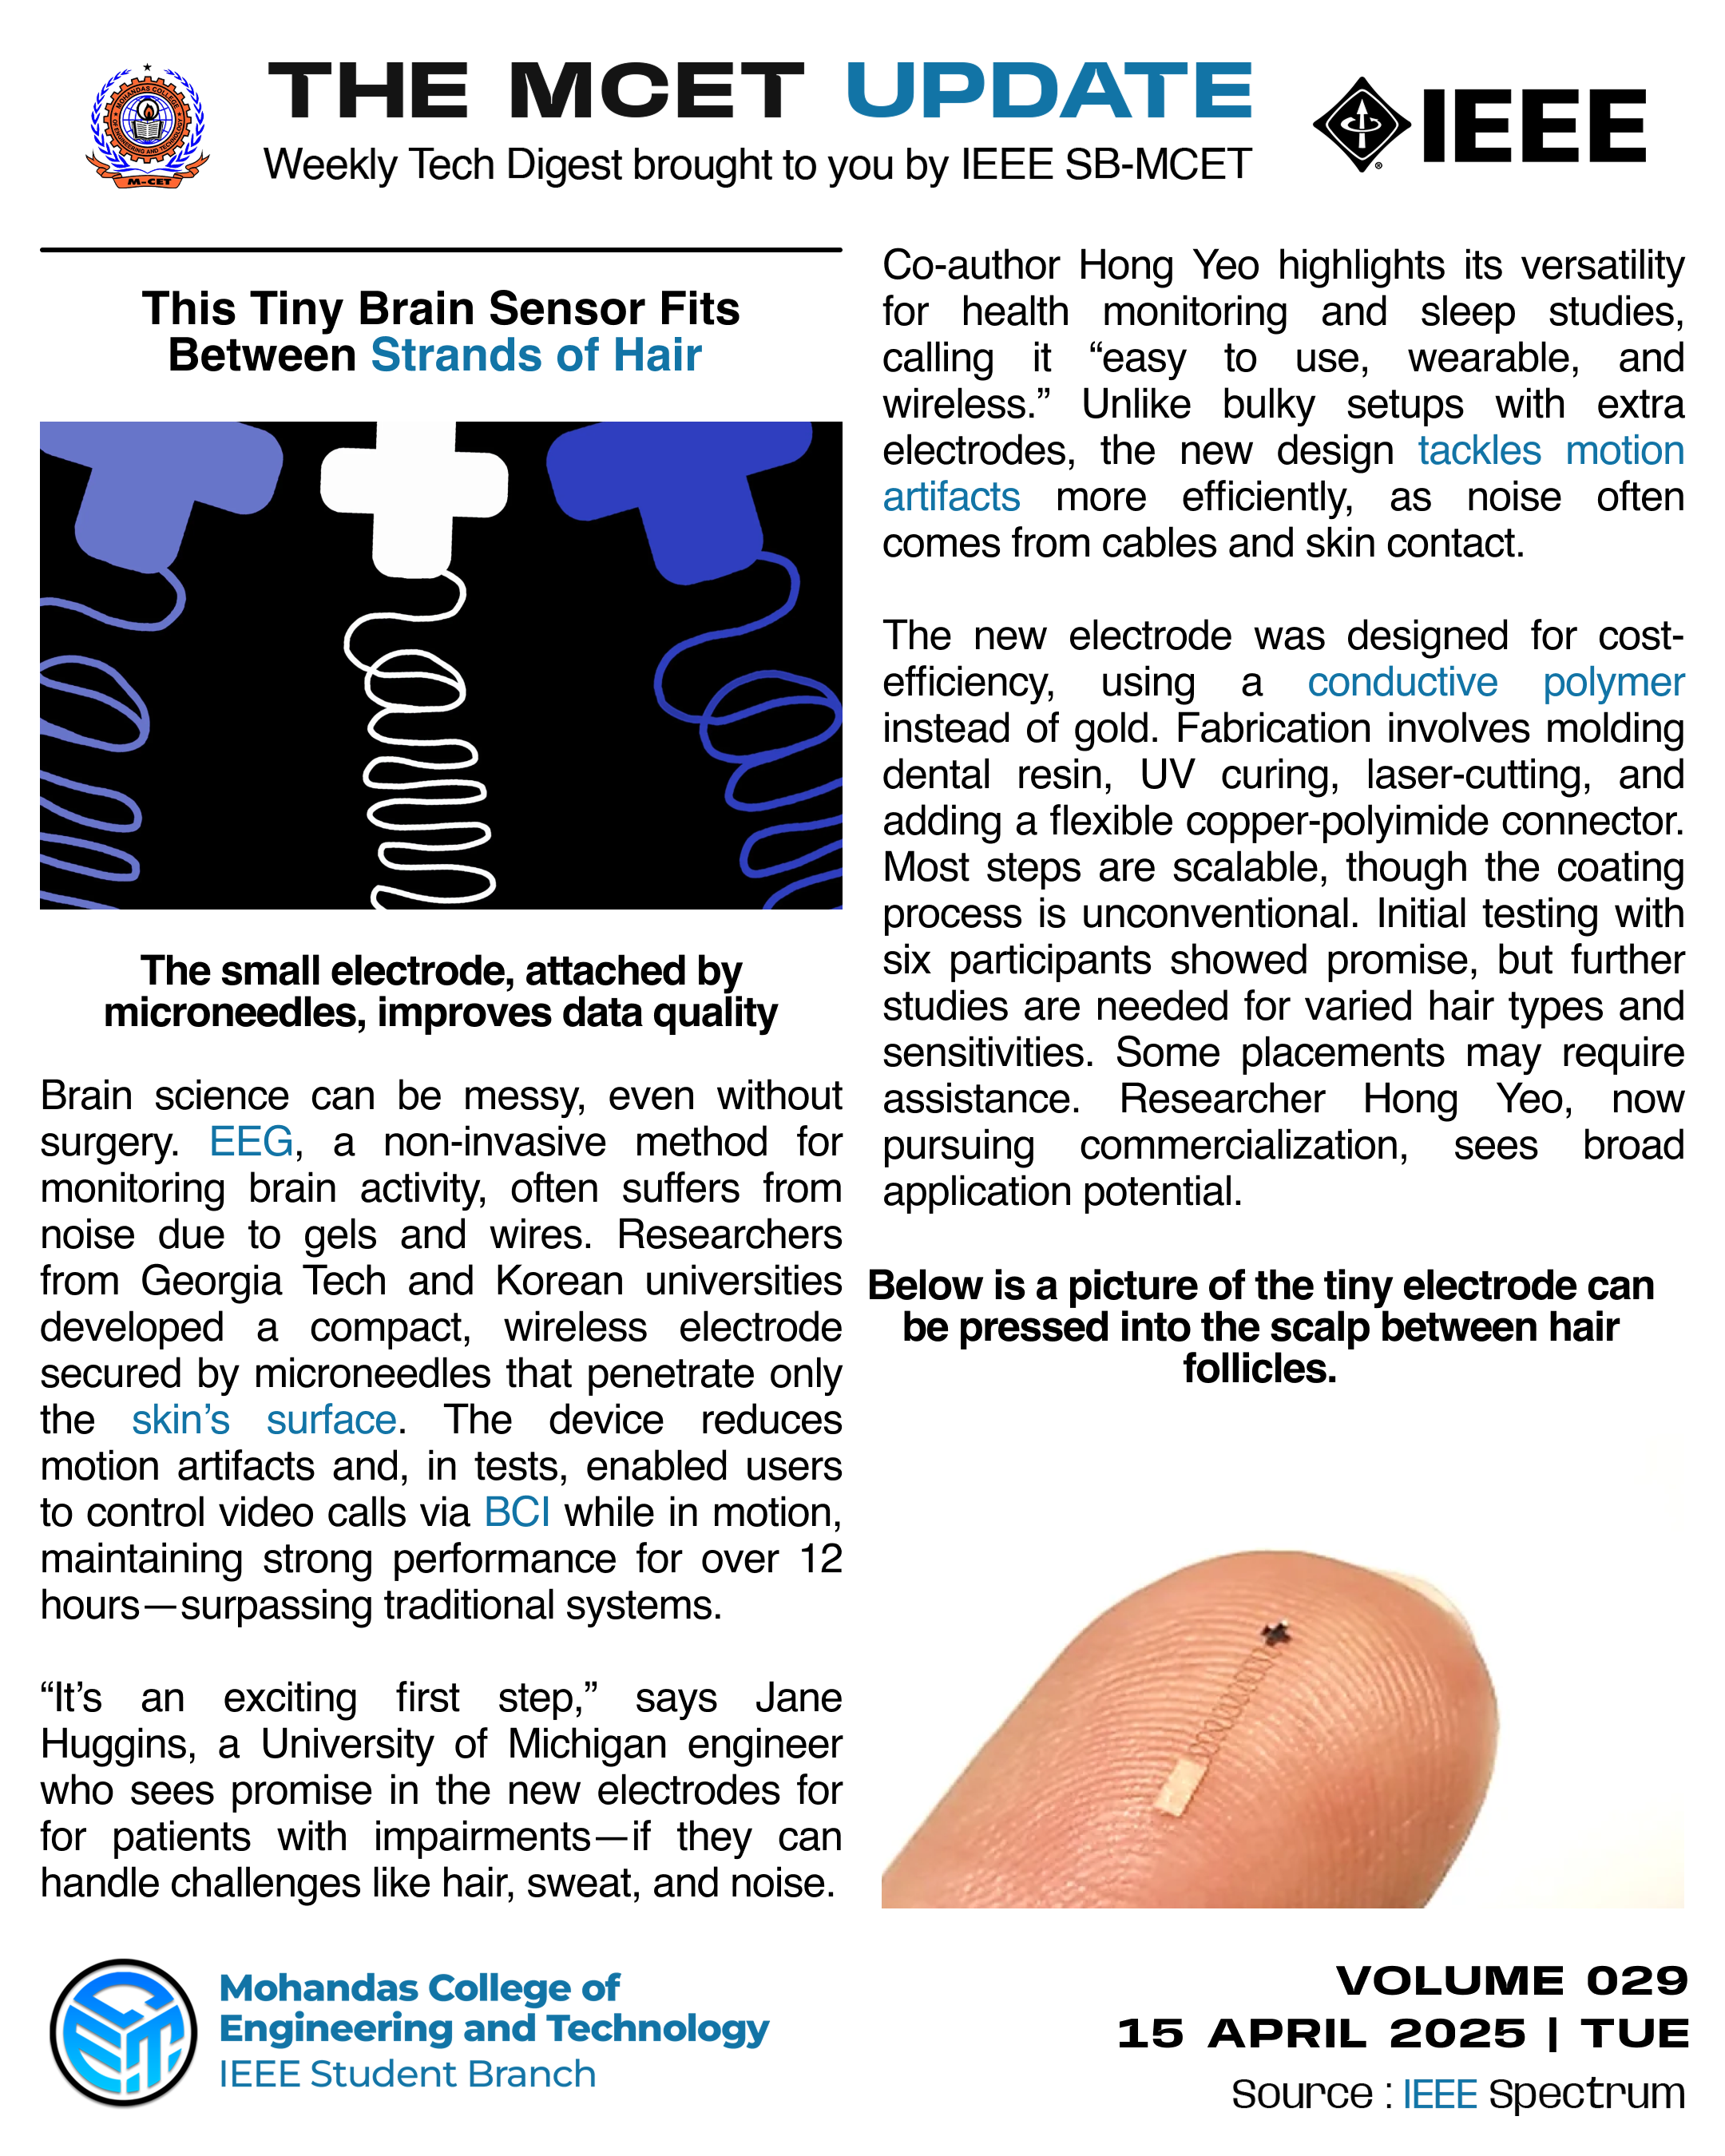 THE MCET UPDATE
Weekly Tech Digest brought to you by IEEE SB-MCET
MOHANDAS COLLEGE
OF ENGINEERING AND TECHNOLOGY
M-CET
IEEE
®
This Tiny Brain Sensor Fits
Between Strands of Hair
The small electrode, attached by
microneedles, improves data quality
Brain science can be messy, even without
surgery. EEG, a non-invasive method for
monitoring brain activity, often suffers from
noise due to gels and wires. Researchers
from Georgia Tech and Korean universities
developed a compact, wireless electrode
secured by microneedles that penetrate only
the skin’s surface. The device reduces
motion artifacts and, in tests, enabled users
to control video calls via BCI while in motion,
maintaining strong performance for over 12
hours—surpassing traditional systems.
“It’s an exciting first step,” says Jane
Huggins, a University of Michigan engineer
who sees promise in the new electrodes for
for patients with impairments—if they can
handle challenges like hair, sweat, and noise.
Co-author Hong Yeo highlights its versatility
for health monitoring and sleep studies,
calling it “easy to use, wearable, and
wireless.” Unlike bulky setups with extra
electrodes, the new design tackles motion
artifacts more efficiently, as noise often
comes from cables and skin contact.
The new electrode was designed for cost-
efficiency, using a conductive polymer
instead of gold. Fabrication involves molding
dental resin, UV curing, laser-cutting, and
adding a flexible copper-polyimide connector.
Most steps are scalable, though the coating
process is unconventional. Initial testing with
six participants showed promise, but further
studies are needed for varied hair types and
sensitivities. Some placements may require
assistance. Researcher Hong Yeo, now
pursuing commercialization, sees broad
application potential.
Below is a picture of the tiny electrode can
be pressed into the scalp between hair
follicles.
Mohandas College of
Engineering and Technology
IEEE Student Branch
VOLUME 029
15 APRIL 2025 | TUE
Source : IEEE Spectrum